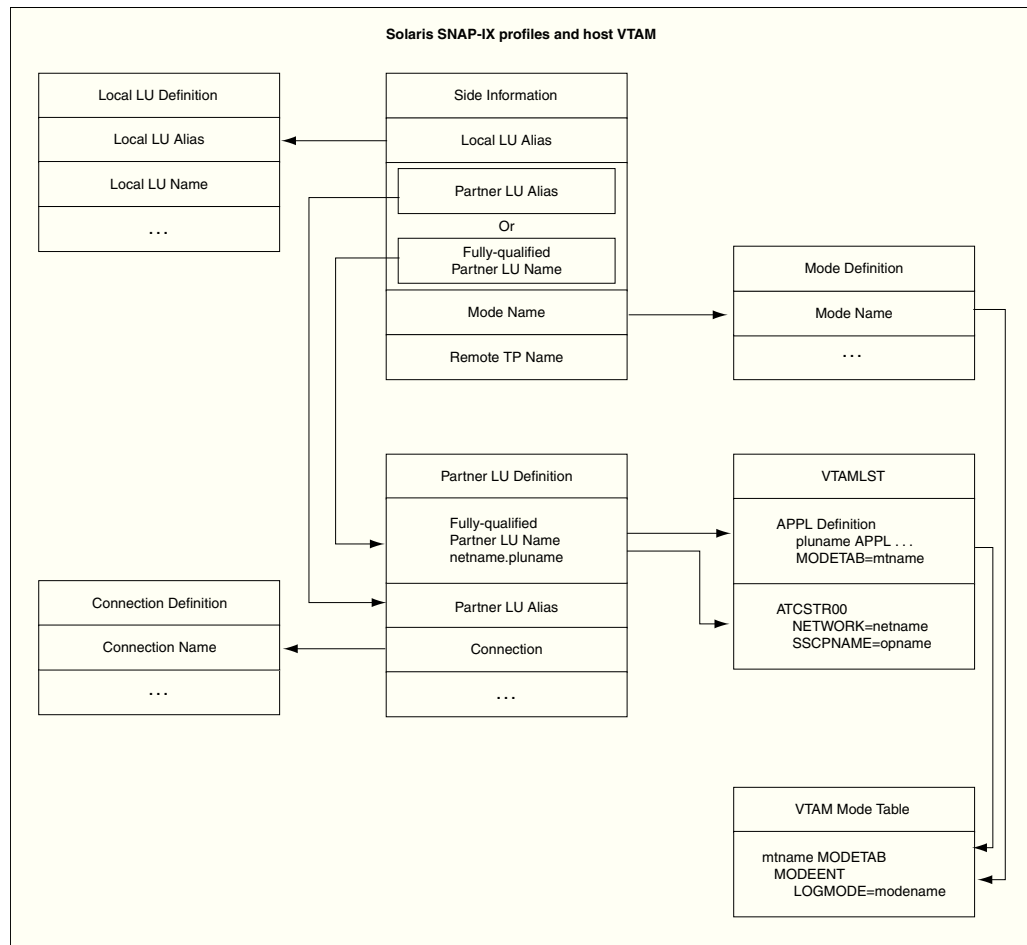 Solaris SNAP-IX profiles and host VTAM
Local LU Definition
Local LU Alias
Local LU Name
...
Side Information
Local LU Alias
Partner LU Alias
Or
Fully-qualified
Partner LU Name
Mode Name
Remote TP Name
Mode Definition
Mode Name
...
Partner LU Definition
Fully-qualified
Partner LU Name
netname.pluname
Partner LU Alias
Connection
...
VTAMLST
APPL Definition
pluname APPL . . .
MODETAB=mtname
ATCSTR00
NETWORK=netname
SSCPNAME=opname
Connection Definition
Connection Name
...
VTAM Mode Table
mtname MODETAB
MODEENT
LOGMODE=modename